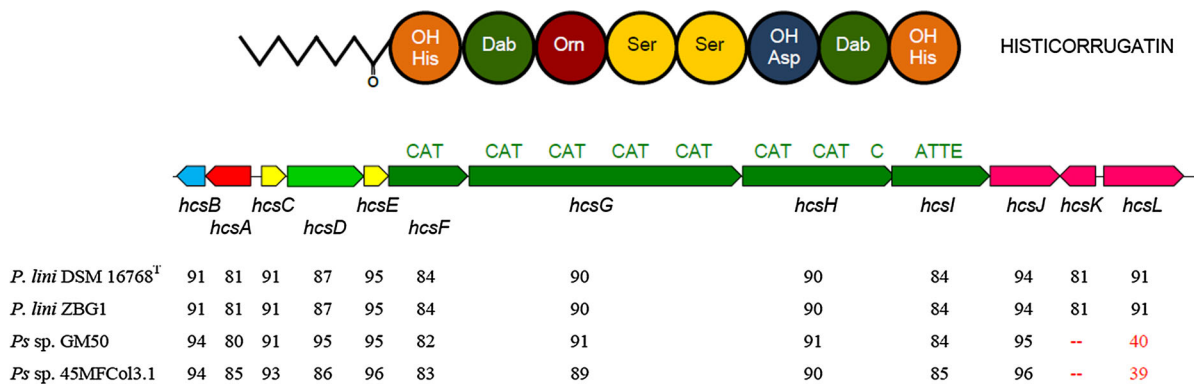 OH His Dab Orn Ser Ser OH Asp Dab OH His HISTICORRUGATIN
O
CAT CAT CAT CAT CAT CAT CAT C ATTE
hcsB hcsC hcsE hcsG hcsH hcsI hcsJ hcsK hcsL
hcsA hcsD hcsF
P. lini DSM 16768T 91 81 91 87 95 84 90 90 84 94 81 91
P. lini ZBG1 91 81 91 87 95 84 90 90 84 94 81 91
Ps sp. GM50 94 80 91 95 95 82 91 91 84 95 -- 40
Ps sp. 45MFCol3.1 94 85 93 86 96 83 89 90 85 96 -- 39